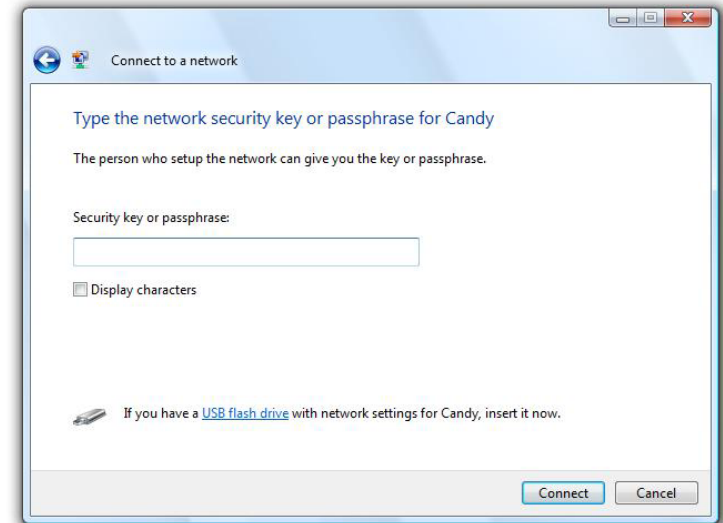 Connect to a network
Type the network security key or passphrase for Candy
The person who setup the network can give you the key or passphrase.
Security key or passphrase:
Display characters
If you have a USB flash drive with network settings for Candy, insert it now.
Connect Cancel